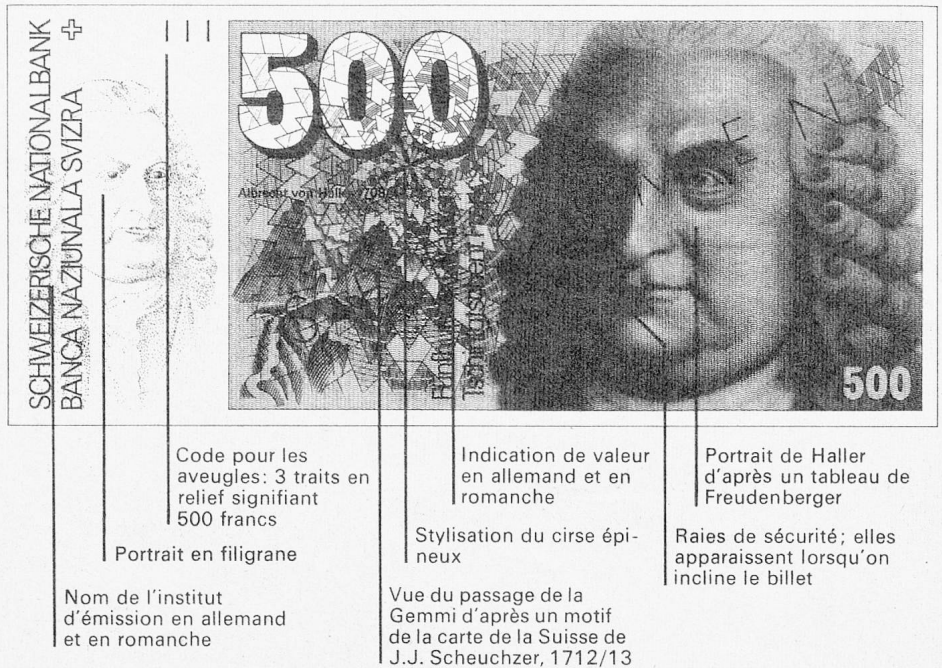 SCHWEIZERISCHE NATIONALBANK
BANCA NAZIUNALA SVIZRA
500
Albrecht von Haller 1708
500
Code pour les
aveugles: 3 traits en
relief signifiant
500 francs
Portrait en filigrane
Nom de l'institut
d'émission en allemand
et en romanche
Indication de valeur
en allemand et en
romanche
Stylisation du cirse épi-
neux
Vue du passage de la
Gemmi d'après un motif
de la carte de la Suisse de
J.J. Scheuchzer, 1712/13
Portrait de Haller
d'après un tableau de
Freudenberger
Raies de sécurité; elles
apparaissent lorsqu'on
incline le billet